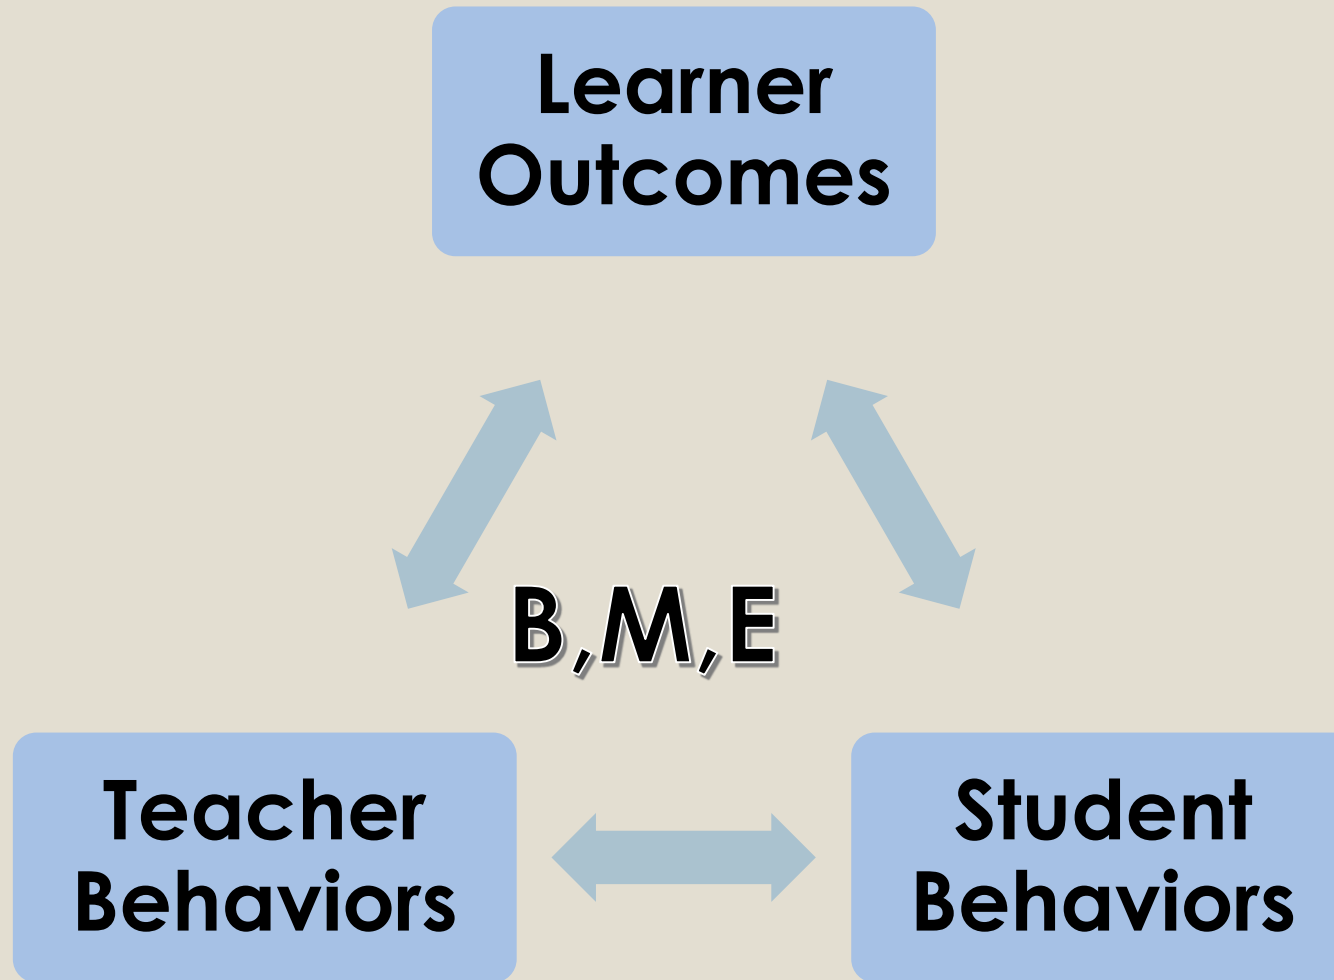 Learner
Outcomes
B,M,E
Teacher
Behaviors
Student
Behaviors